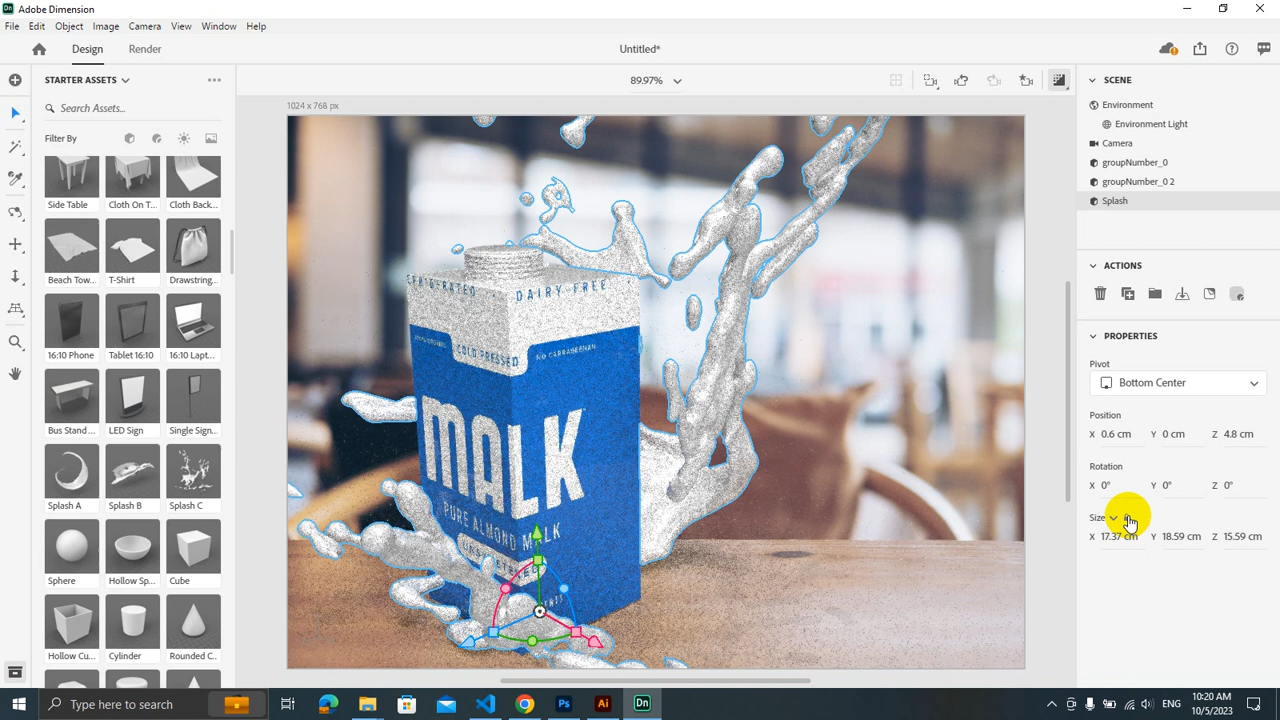 Adobe Dimension
File Edit Object Image Camera View Window Help
Design Render Untitled*
STARTER ASSETS
Search Assets...
Filter By
Side Table Cloth On T... Cloth Back...
Beach Tow... T-Shirt Drawstring...
16:10 Phone Tablet 16:10 16:10 Lapt...
Bus Stand ... LED Sign Single Sign...
Splash A Splash B Splash C
Sphere Hollow Sp... Cube
Hollow Cu... Cylinder Rounded C...
89.97%
1024 x 768 px
DAIRY FREE
COLD-PRESSED
NO CARRAGEENAN
MALK
PURE ALMOND MILK
SCENE
Environment
Environment Light
Camera
groupNumber_0
groupNumber_0 2
Splash
ACTIONS
PROPERTIES
Pivot
Bottom Center
Position
X 0.6 cm Y 0 cm Z 4.8 cm
Rotation
X 0° Y 0° Z 0°
Size
X 17.37 cm Y 18.59 cm Z 15.59 cm
Type here to search
ENG
10:20 AM
10/5/2023